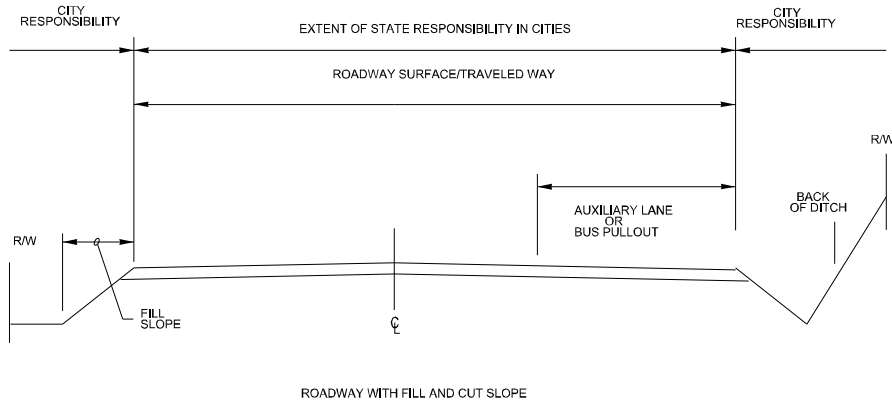 CITY
RESPONSIBILITY
EXTENT OF STATE RESPONSIBILITY IN CITIES
CITY
RESPONSIBILITY
ROADWAY SURFACE/TRAVELED WAY
R/W
AUXILIARY LANE
OR
BUS PULLOUT
BACK
OF DITCH
R/W
FILL
SLOPE
CL
ROADWAY WITH FILL AND CUT SLOPE